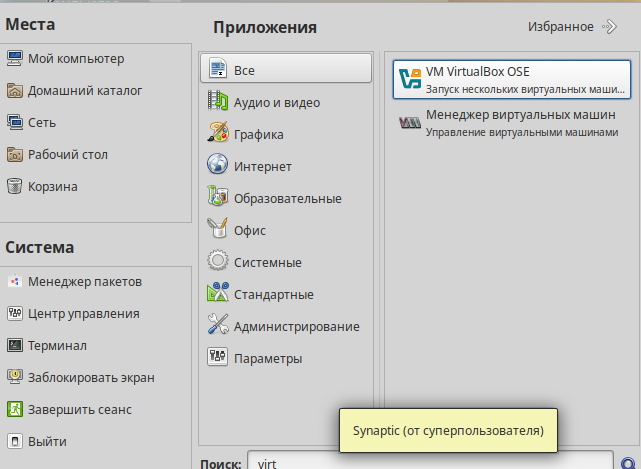 Места
Мой компьютер
Домашний каталог
Сеть
Рабочий стол
Корзина
Система
Менеджер пакетов
Центр управления
Терминал
Заблокировать экран
Завершить сеанс
Выйти
Приложения
Избранное
Все
Аудио и видео
Графика
Интернет
Образовательные
Офис
Системные
Стандартные
Администрирование
Параметры
VM VirtualBox OSE
Запуск нескольких виртуальных маши...
Менеджер виртуальных машин
Управление виртуальными машинами
Synaptic (от суперпользователя)
Поиск: virt